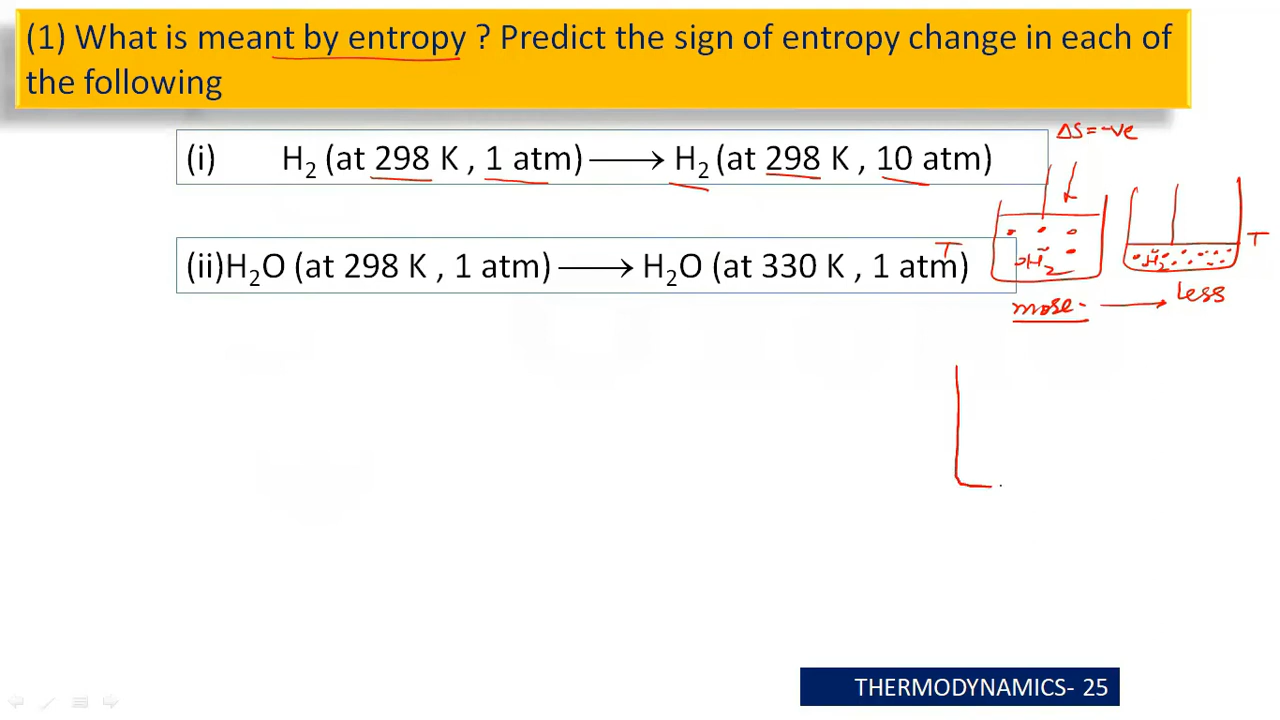 (1) What is meant by entropy ? Predict the sign of entropy change in each of
the following
ΔS = -ve
(i) H₂ (at 298 K , 1 atm) ⟶ H₂ (at 298 K , 10 atm)
(ii)H₂O (at 298 K , 1 atm) ⟶ H₂O (at 330 K , 1 atm)
T
T
H₂
H₂
more ⟶ less
THERMODYNAMICS- 25